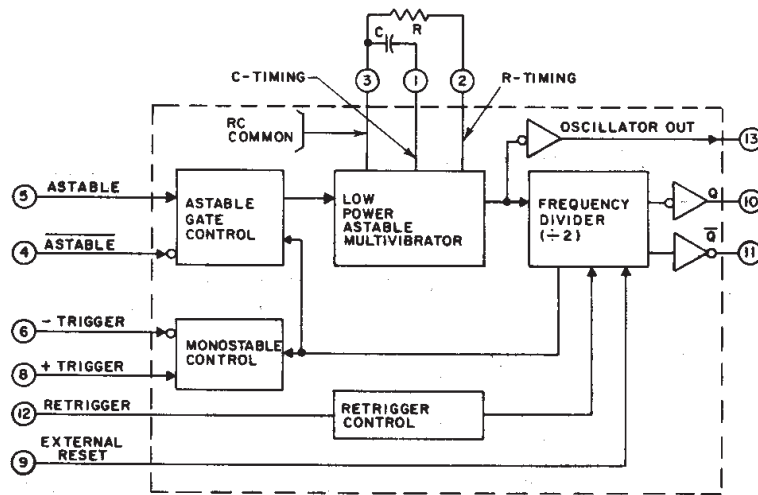 R
C
3
1
2
C-TIMING
R-TIMING
RC
COMMON
OSCILLATOR OUT
13
5
ASTABLE
ASTABLE
GATE
CONTROL
LOW
POWER
ASTABLE
MULTIVIBRATOR
FREQUENCY
DIVIDER
(÷2)
Q
10
4
A̅S̅T̅A̅B̅L̅E̅
Q̅
11
6
- TRIGGER
MONOSTABLE
CONTROL
8
+ TRIGGER
12
RETRIGGER
RETRIGGER
CONTROL
EXTERNAL
RESET
9